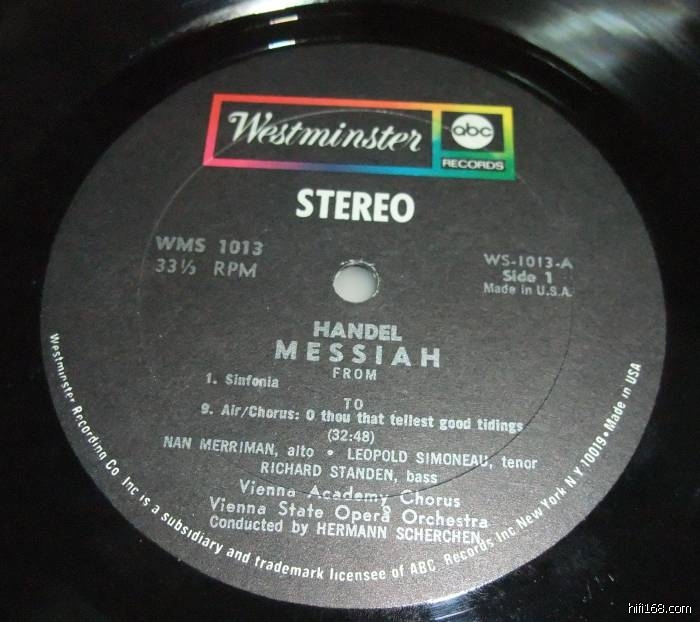 Westminster
abc
RECORDS
STEREO
WMS 1013
33⅓ RPM
WS-1013-A
Side 1
Made in U.S.A.
HANDEL
MESSIAH
FROM
1. Sinfonia
TO
9. Air/Chorus: O thou that tellest good tidings
(32:48)
NAN MERRIMAN, alto • LEOPOLD SIMONEAU, tenor
RICHARD STANDEN, bass
Vienna Academy Chorus
Vienna State Opera Orchestra
Conducted by HERMANN SCHERCHEN
Westminster Recording Co. Inc is a subsidiary and trademark licensee of ABC Records Inc New York N Y 10019 • Made in USA
hifi168.com